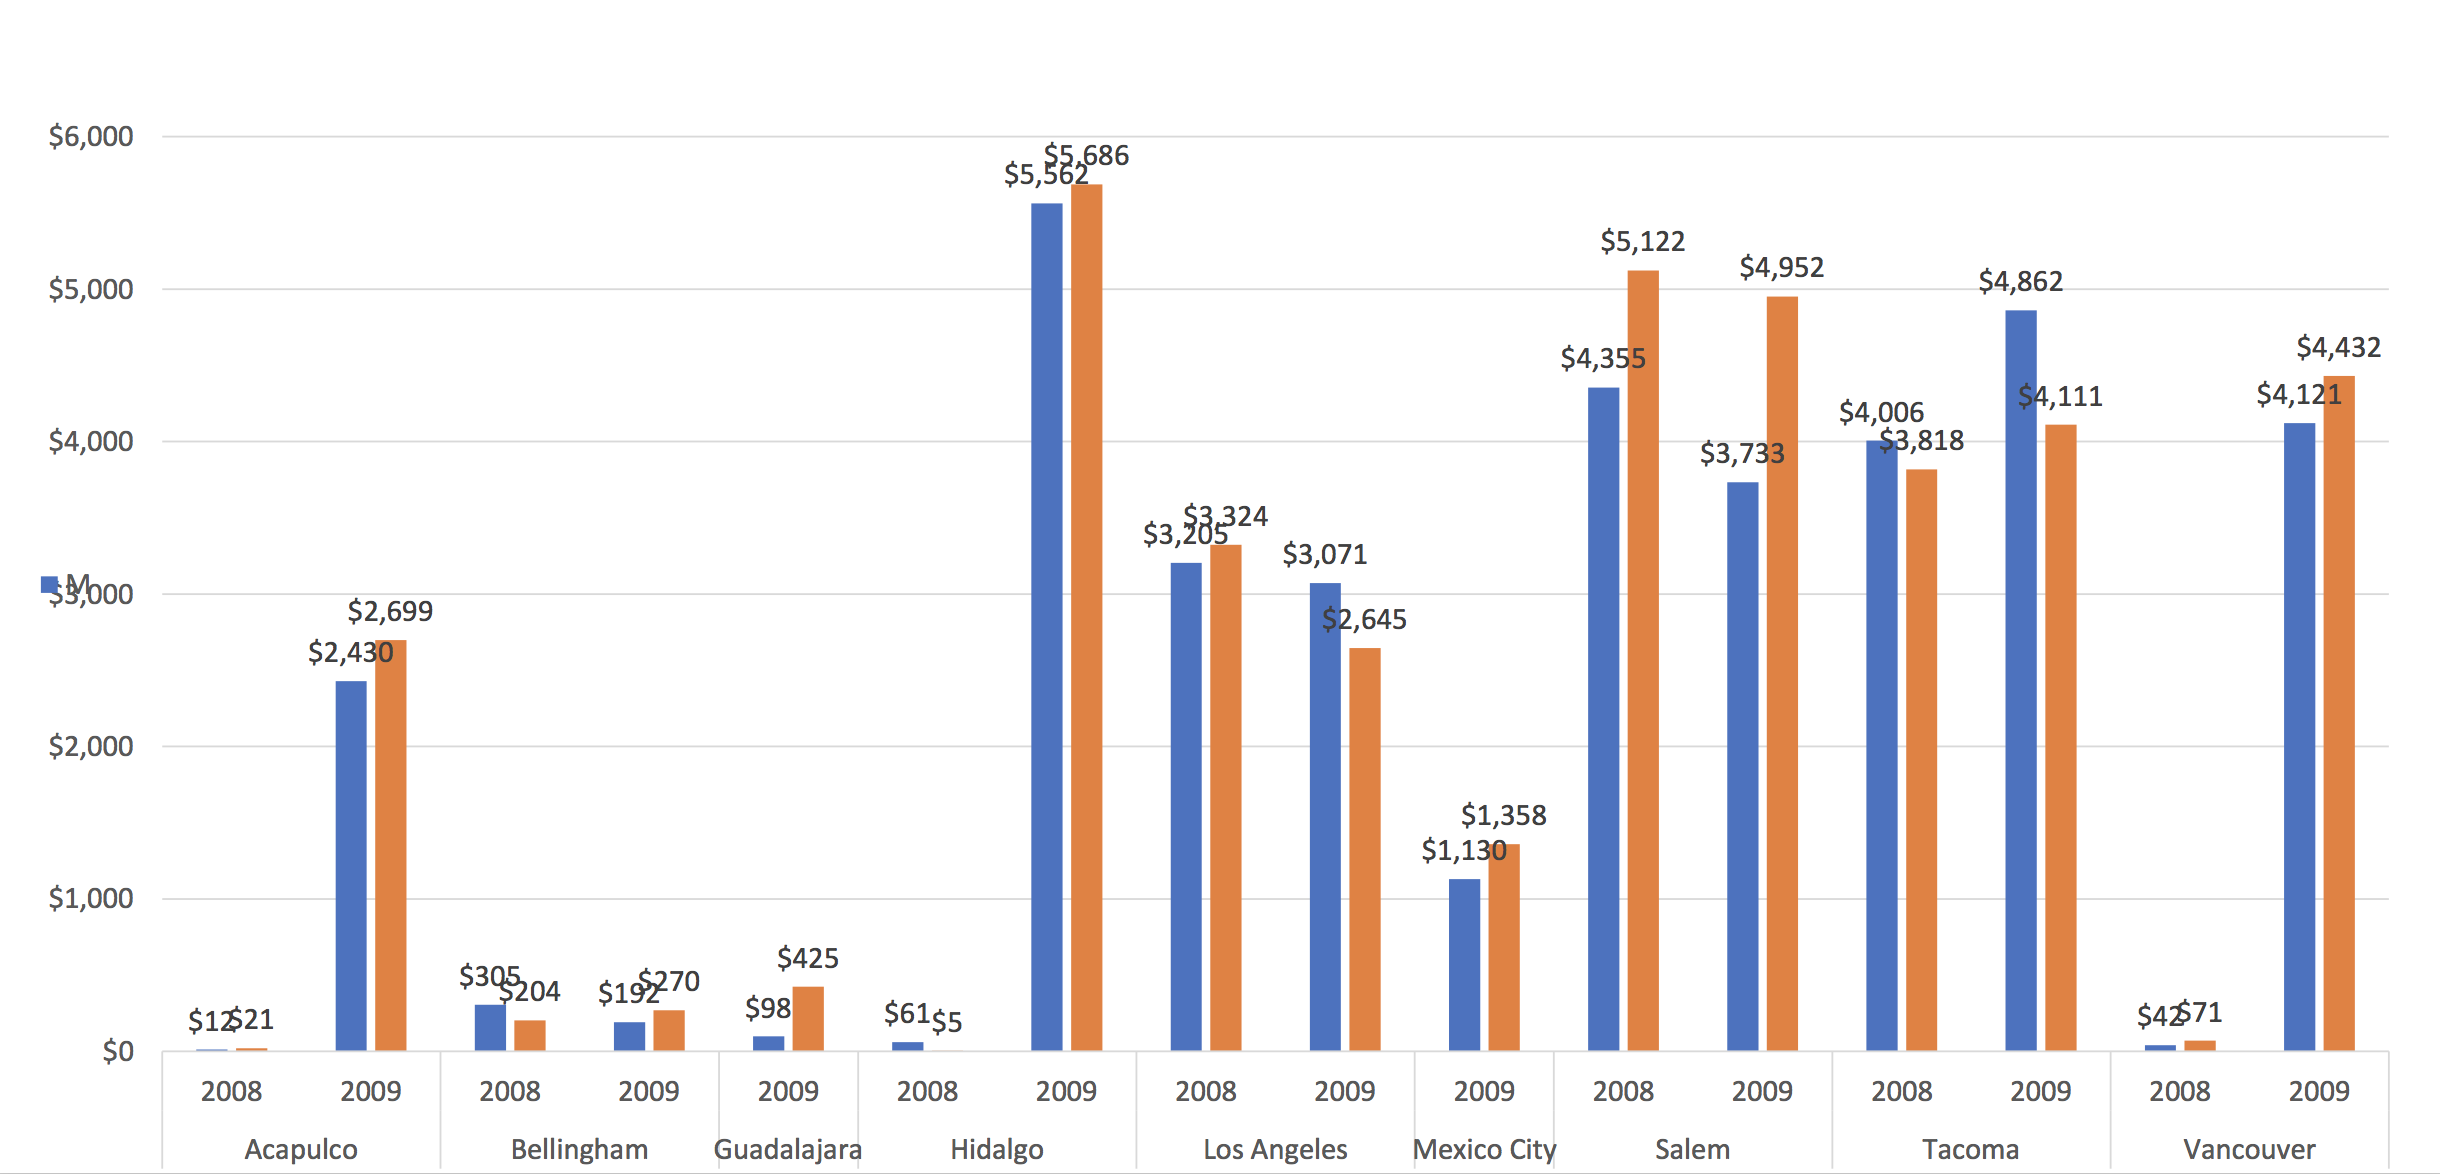 $6,000
$5,000
$4,000
$3,000
$2,000
$1,000
$0
M
$12 $21 $2,430 $2,699
$305 $204 $192 $270
$98 $425
$61 $5 $5,562 $5,686
$3,205 $3,324 $3,071 $2,645
$1,130 $1,358
$4,355 $5,122 $3,733 $4,952
$4,006 $3,818 $4,862 $4,111
$42 $71 $4,121 $4,432
2008 2009 2008 2009 2009 2008 2009 2008 2009 2009 2008 2009 2008 2009 2008 2009
Acapulco Bellingham Guadalajara Hidalgo Los Angeles Mexico City Salem Tacoma Vancouver